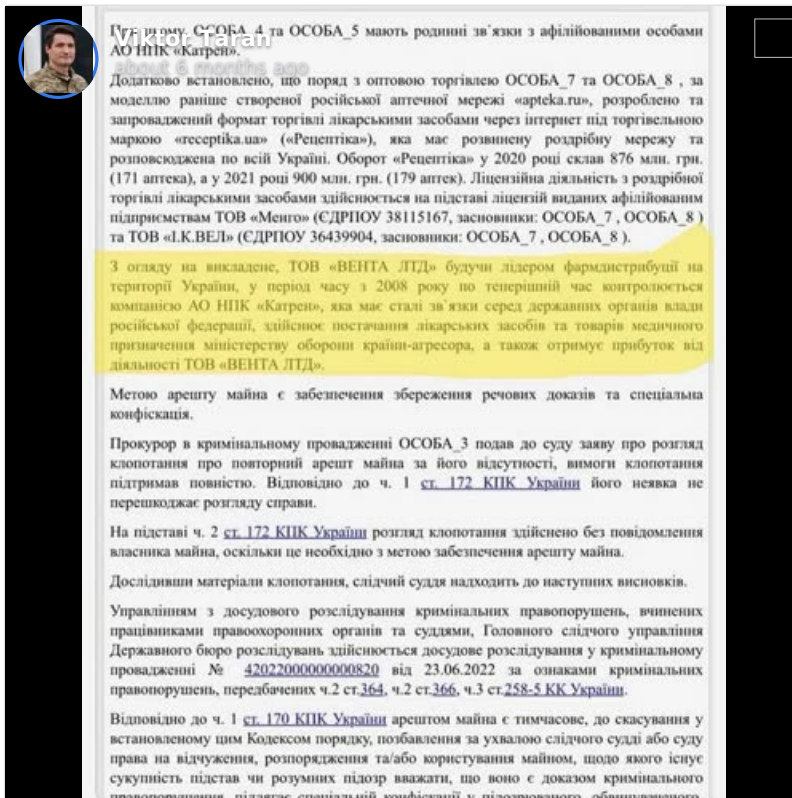 При цьому, ОСОБА_4 та ОСОБА_5 мають родинні зв`язки з афілійованими особами
Viktor Taran
АО НПК «Катрен».
about 6 months ago
Додатково встановлено, що поряд з оптовою торгівлею ОСОБА_7 та ОСОБА_8 , за
моделлю раніше створеної російської аптечної мережі «apteka.ru», розроблено та
запроваджений формат торгівлі лікарськими засобами через інтернет під торгівельною
маркою «receptika.ua» («Рецептіка»), яка має розвинену роздрібну мережу та
розповсюджена по всій Україні. Оборот «Рецептіка» у 2020 році склав 876 млн. грн.
(171 аптека), а у 2021 році 900 млн. грн. (179 аптек). Ліцензійна діяльність з роздрібної
торгівлі лікарськими засобами здійснюється на підставі ліцензій виданих афілійованим
підприємствам ТОВ «Менго» (ЄДРПОУ 38115167, засновники: ОСОБА_7 , ОСОБА_8 )
та ТОВ «І.К.ВЕЛ» (ЄДРПОУ 36439904, засновники: ОСОБА_7 , ОСОБА_8 ).
З огляду на викладене, ТОВ «ВЕНТА ЛТД» будучи лідером фармдистрибуції на
території України, у період часу з 2008 року по теперішній час контролюється
компанією АО НПК «Катрен», яка має сталі зв`язки серед державних органів влади
російської федерації, здійснює постачання лікарських засобів та товарів медичного
призначення міністерству оборони країни-агресора, а також отримує прибуток від
діяльності ТОВ «ВЕНТА ЛТД».
Метою арешту майна є забезпечення збереження речових доказів та спеціальна
конфіскація.
Прокурор в кримінальному провадженні ОСОБА_3 подав до суду заяву про розгляд
клопотання про повторний арешт майна за його відсутності, вимоги клопотання
підтримав повністю. Відповідно до ч. 1 ст. 172 КПК України його неявка не
перешкоджає розгляду справи.
На підставі ч. 2 ст. 172 КПК України розгляд клопотання здійснено без повідомлення
власника майна, оскільки це необхідно з метою забезпечення арешту майна.
Дослідивши матеріали клопотання, слідчий суддя надходить до наступних висновків.
Управлінням з досудового розслідування кримінальних правопорушень, вчинених
працівниками правоохоронних органів та суддями, Головного слідчого управління
Державного бюро розслідувань здійснюється досудове розслідування у кримінальному
провадженні № 42022000000000820 від 23.06.2022 за ознаками кримінальних
правопорушень, передбачених ч.2 ст.364, ч.2 ст.366, ч.3 ст.258-5 КК України.
Відповідно до ч. 1 ст. 170 КПК України арештом майна є тимчасове, до скасування у
встановленому цим Кодексом порядку, позбавлення за ухвалою слідчого судді або суду
права на відчуження, розпорядження та/або користування майном, щодо якого існує
сукупність підстав чи розумних підозр вважати, що воно є доказом кримінального